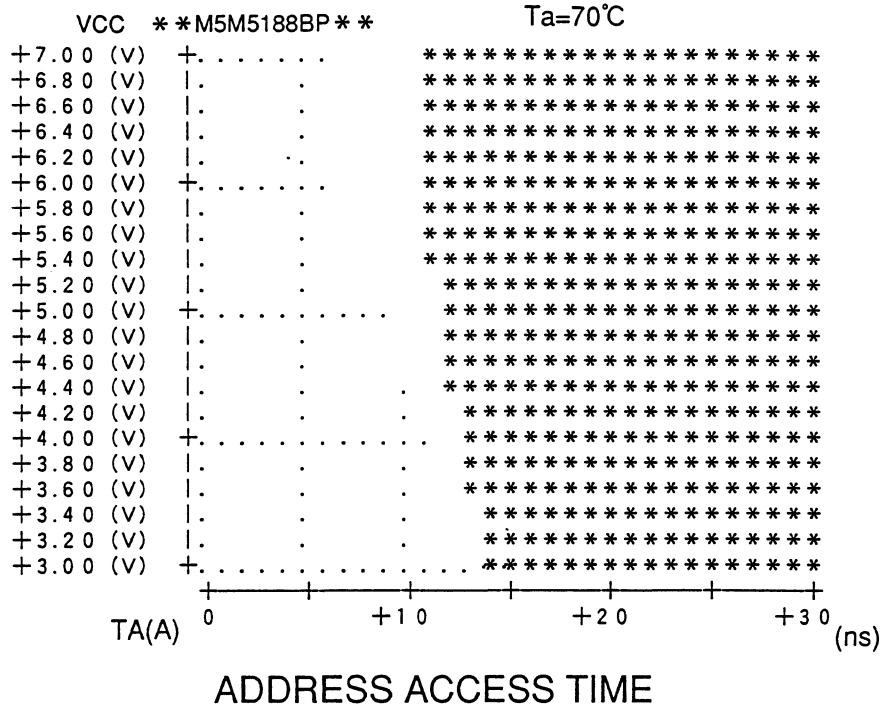 VCC **M5M5188BP** Ta=70℃
+7.00 (V) +. . . . . . . * * * * * * * * * * * * * * * * * * * *
+6.80 (V) |. . * * * * * * * * * * * * * * * * * * * *
+6.60 (V) |. . * * * * * * * * * * * * * * * * * * * *
+6.40 (V) |. . * * * * * * * * * * * * * * * * * * * *
+6.20 (V) |. . * * * * * * * * * * * * * * * * * * * *
+6.00 (V) +. . . . . . . * * * * * * * * * * * * * * * * * * * *
+5.80 (V) |. . * * * * * * * * * * * * * * * * * * * *
+5.60 (V) |. . * * * * * * * * * * * * * * * * * * * *
+5.40 (V) |. . * * * * * * * * * * * * * * * * * * * *
+5.20 (V) |. . * * * * * * * * * * * * * * * * * * *
+5.00 (V) +. . . . . . . . . . * * * * * * * * * * * * * * * * * * *
+4.80 (V) |. . * * * * * * * * * * * * * * * * * * *
+4.60 (V) |. . * * * * * * * * * * * * * * * * * * *
+4.40 (V) |. . . * * * * * * * * * * * * * * * * * * *
+4.20 (V) |. . . * * * * * * * * * * * * * * * * * *
+4.00 (V) +. . . . . . . . . . . . * * * * * * * * * * * * * * * * * *
+3.80 (V) |. . . * * * * * * * * * * * * * * * * * *
+3.60 (V) |. . . * * * * * * * * * * * * * * * * * *
+3.40 (V) |. . . * * * * * * * * * * * * * * * * *
+3.20 (V) |. . . * * * * * * * * * * * * * * * * *
+3.00 (V) +. . . . . . . . . . . . . . * * * * * * * * * * * * * * * * *
TA(A) 0 +10 +20 +30 (ns)
ADDRESS ACCESS TIME